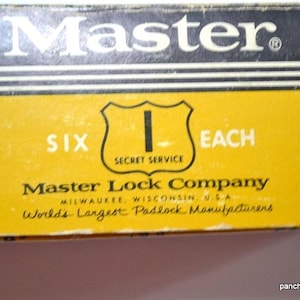 Master®
SIX 1 EACH
SECRET SERVICE
Master Lock Company
MILWAUKEE, WISCONSIN, U.S.A.
World's Largest Padlock Manufacturers
panch